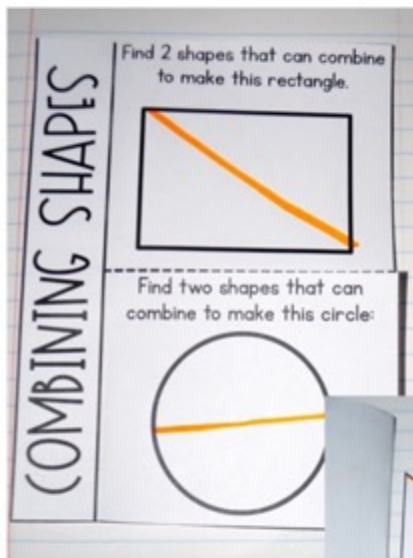 COMBINING SHAPES
Find 2 shapes that can combine
to make this rectangle.
Find two shapes that can
combine to make this circle: